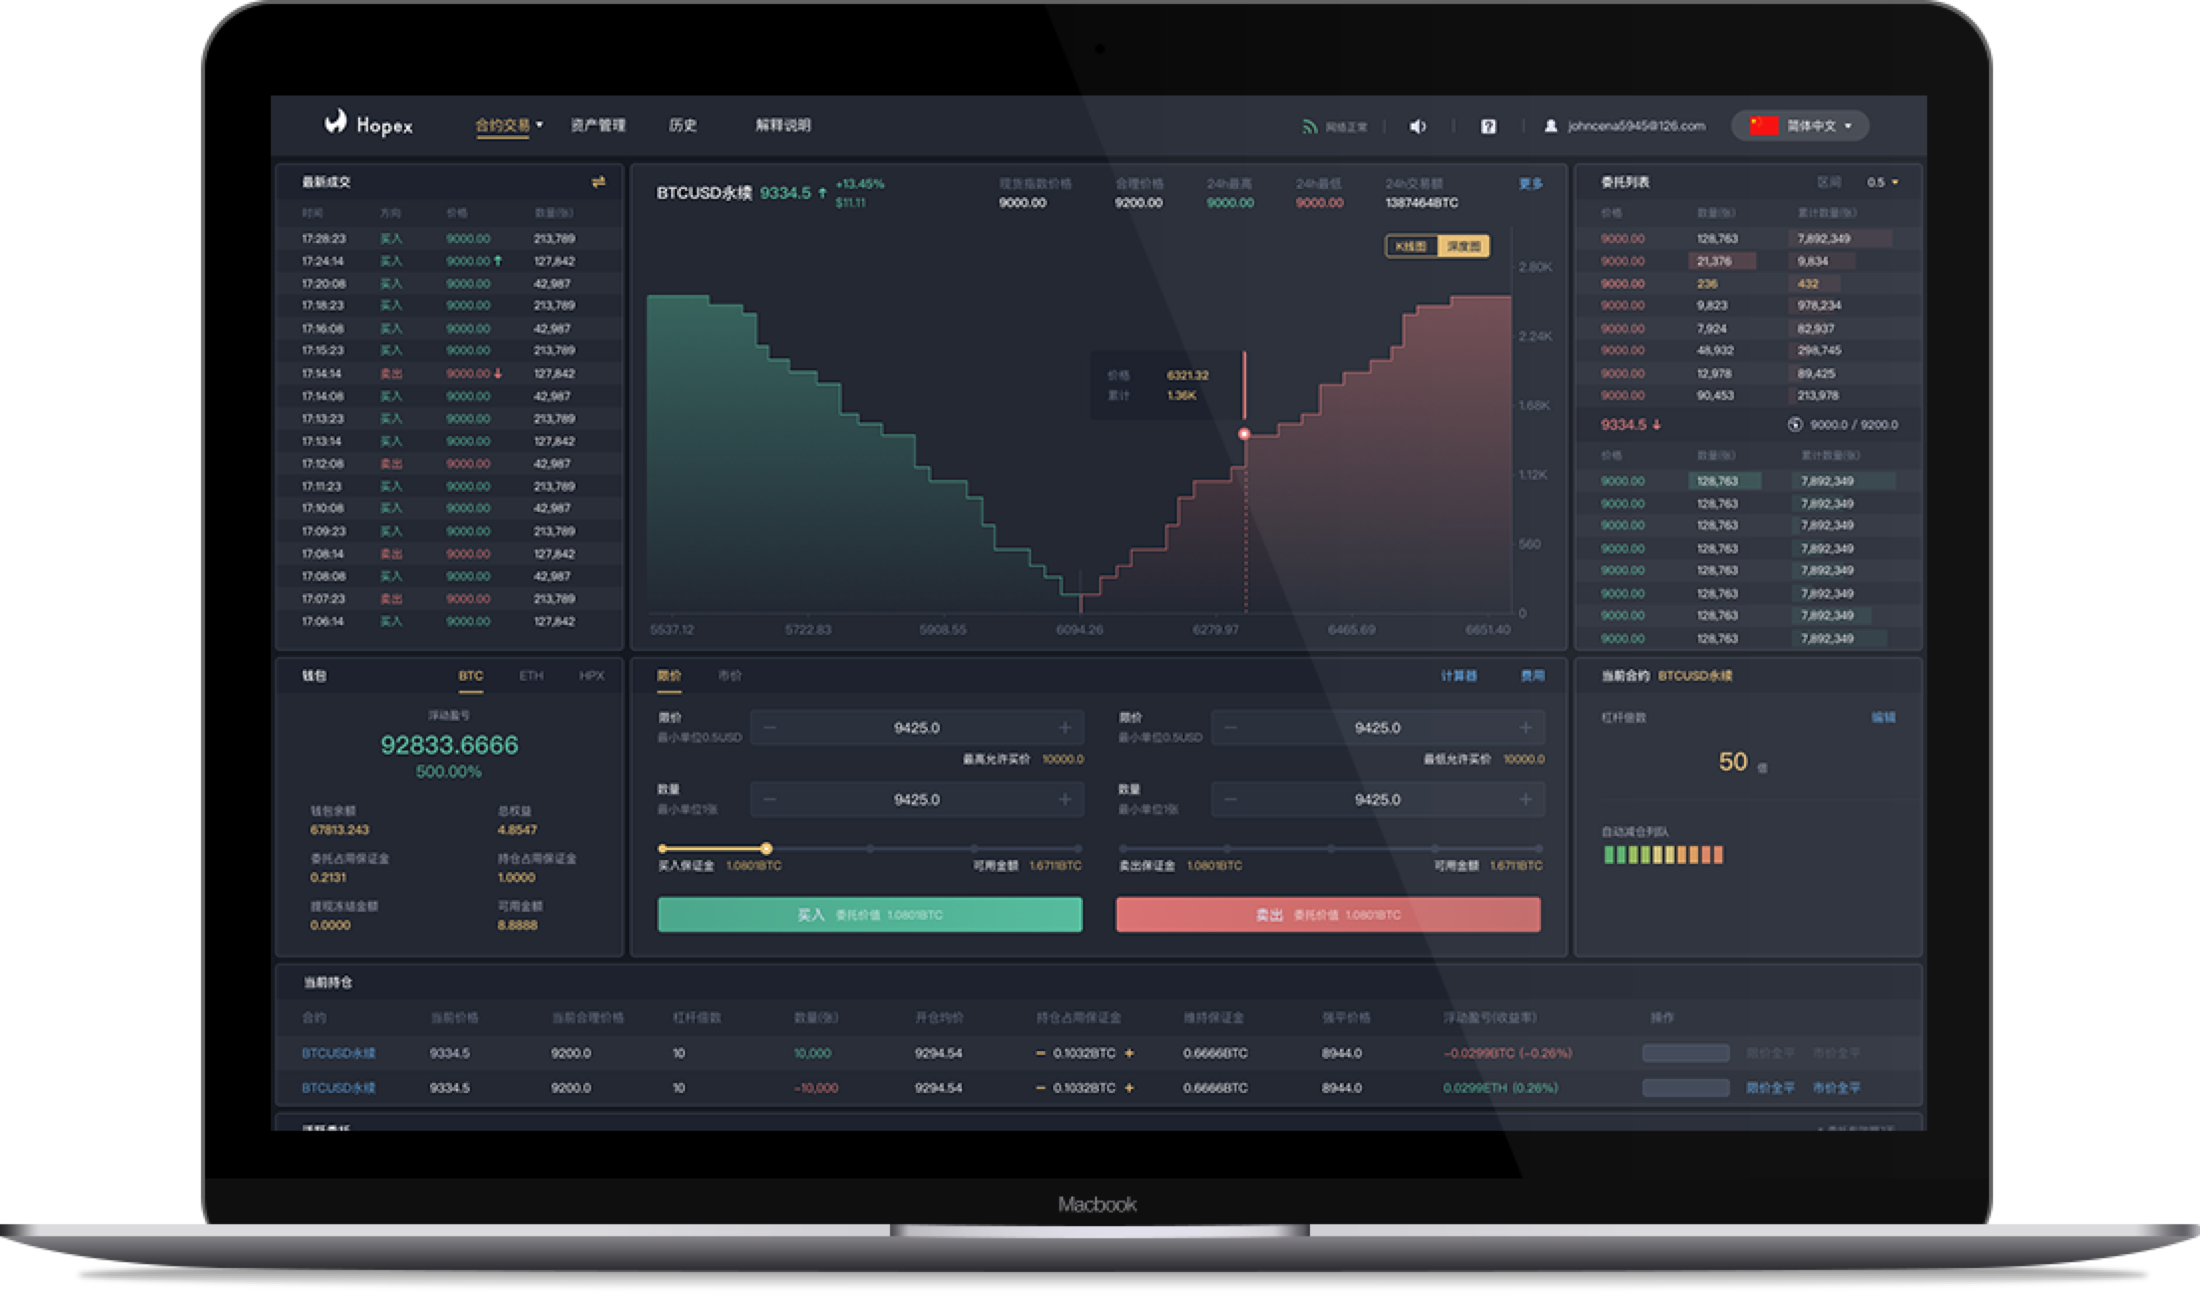 Hopex 合约交易 资产管理 历史 解释说明 网络正常 johncena5945@126.com 简体中文
最新成交
时间 方向 价格 数量(张)
17:28:23 买入 9000.00 213,789
17:24:14 买入 9000.00 127,842
17:20:08 买入 9000.00 42,987
17:18:23 买入 9000.00 213,789
17:16:08 买入 9000.00 42,987
17:15:23 买入 9000.00 213,789
17:14:14 卖出 9000.00 127,842
17:14:08 买入 9000.00 42,987
17:13:23 买入 9000.00 213,789
17:13:14 买入 9000.00 127,842
17:12:08 卖出 9000.00 42,987
17:11:23 买入 9000.00 213,789
17:10:08 买入 9000.00 42,987
17:09:23 买入 9000.00 213,789
17:08:14 卖出 9000.00 127,842
17:08:08 买入 9000.00 42,987
17:07:23 卖出 9000.00 213,789
17:06:14 买入 9000.00 127,842
BTCUSD永续 9334.5 ↑ +13.45% $11.11
现货指数价格 合理价格 24h最高 24h最低 24h交易额 更多
9000.00 9200.00 9000.00 9000.00 1387464BTC
K线图 深度图
2.80K
2.24K
1.68K
1.12K
560
0
价格 6321.32
累计 1.36K
5537.12 5722.83 5908.55 6094.26 6279.97 6465.69 6651.40
委托列表 区间 0.5
价格 数量(张) 累计数量(张)
9000.00 128,763 7,892,349
9000.00 21,376 9,834
9000.00 236 432
9000.00 9,823 978,234
9000.00 7,924 82,937
9000.00 48,932 298,745
9000.00 12,978 89,425
9000.00 90,453 213,978
9334.5 ↓ 9000.0 / 9200.0
价格 数量(张) 累计数量(张)
9000.00 128,763 7,892,349
9000.00 128,763 7,892,349
9000.00 128,763 7,892,349
9000.00 128,763 7,892,349
9000.00 128,763 7,892,349
9000.00 128,763 7,892,349
9000.00 128,763 7,892,349
9000.00 128,763 7,892,349
钱包 BTC ETH HPX
浮动盈亏
92833.6666
500.00%
钱包余额 总权益
67813.243 4.8547
委托占用保证金 持仓占用保证金
0.2131 1.0000
提现冻结金额 可用金额
0.0000 8.8888
限价 市价 计算器 费用
限价 9425.0
最小单位0.5USD
最高允许买价 10000.0
数量 9425.0
最小单位1张
买入保证金 1.0801BTC 可用金额 1.6711BTC
买入 委托价值 1.0801BTC
限价 9425.0
最小单位0.5USD
最低允许买价 10000.0
数量 9425.0
最小单位1张
卖出保证金 1.0801BTC 可用金额 1.6711BTC
卖出 委托价值 1.0801BTC
当前合约 BTCUSD永续
杠杆倍数 编辑
50 倍
自动减仓列队
当前持仓
合约 当前价格 当前合理价格 杠杆倍数 数量(张) 开仓均价 持仓占用保证金 维持保证金 强平价格 浮动盈亏(收益率) 操作
BTCUSD永续 9334.5 9200.0 10 10,000 9294.54 − 0.1032BTC + 0.6666BTC 8944.0 -0.0299BTC (-0.26%) 限价全平 市价全平
BTCUSD永续 9334.5 9200.0 10 -10,000 9294.54 − 0.1032BTC + 0.6666BTC 8944.0 0.0299ETH (0.26%) 限价全平 市价全平
Macbook